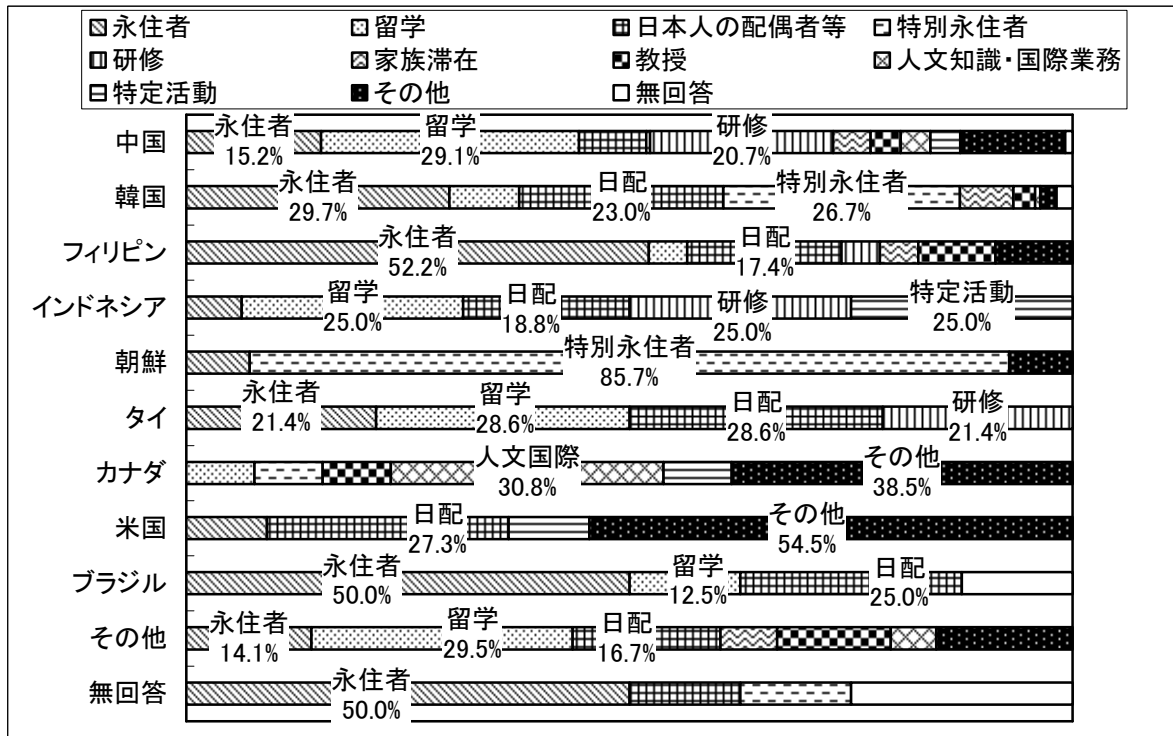 永住者 留学 日本人の配偶者等 特別永住者
研修 家族滞在 教授 人文知識・国際業務
特定活動 その他 無回答
中国 永住者 15.2% 留学 29.1% 研修 20.7%
韓国 永住者 29.7% 日配 23.0% 特別永住者 26.7%
フィリピン 永住者 52.2% 日配 17.4%
インドネシア 留学 25.0% 日配 18.8% 研修 25.0% 特定活動 25.0%
朝鮮 特別永住者 85.7%
タイ 永住者 21.4% 留学 28.6% 日配 28.6% 研修 21.4%
カナダ 人文国際 30.8% その他 38.5%
米国 日配 27.3% その他 54.5%
ブラジル 永住者 50.0% 留学 12.5% 日配 25.0%
その他 永住者 14.1% 留学 29.5% 日配 16.7%
無回答 永住者 50.0%